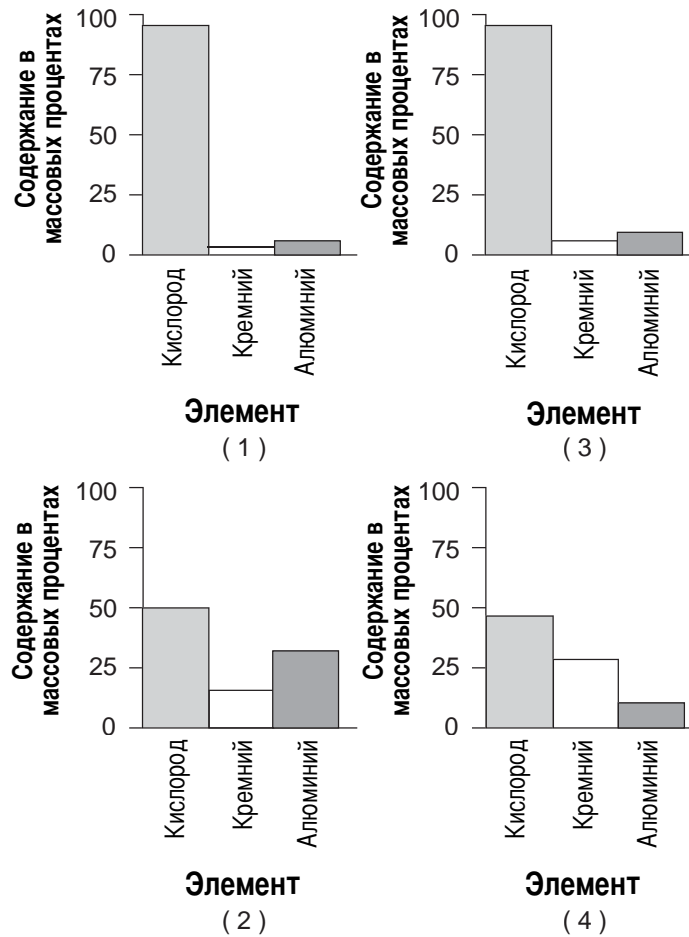 Содержание в
массовых процентах
100
75
50
25
0
Кислород
Кремний
Алюминий
Элемент
( 1 )
Содержание в
массовых процентах
100
75
50
25
0
Кислород
Кремний
Алюминий
Элемент
( 3 )
Содержание в
массовых процентах
100
75
50
25
0
Кислород
Кремний
Алюминий
Элемент
( 2 )
Содержание в
массовых процентах
100
75
50
25
0
Кислород
Кремний
Алюминий
Элемент
( 4 )